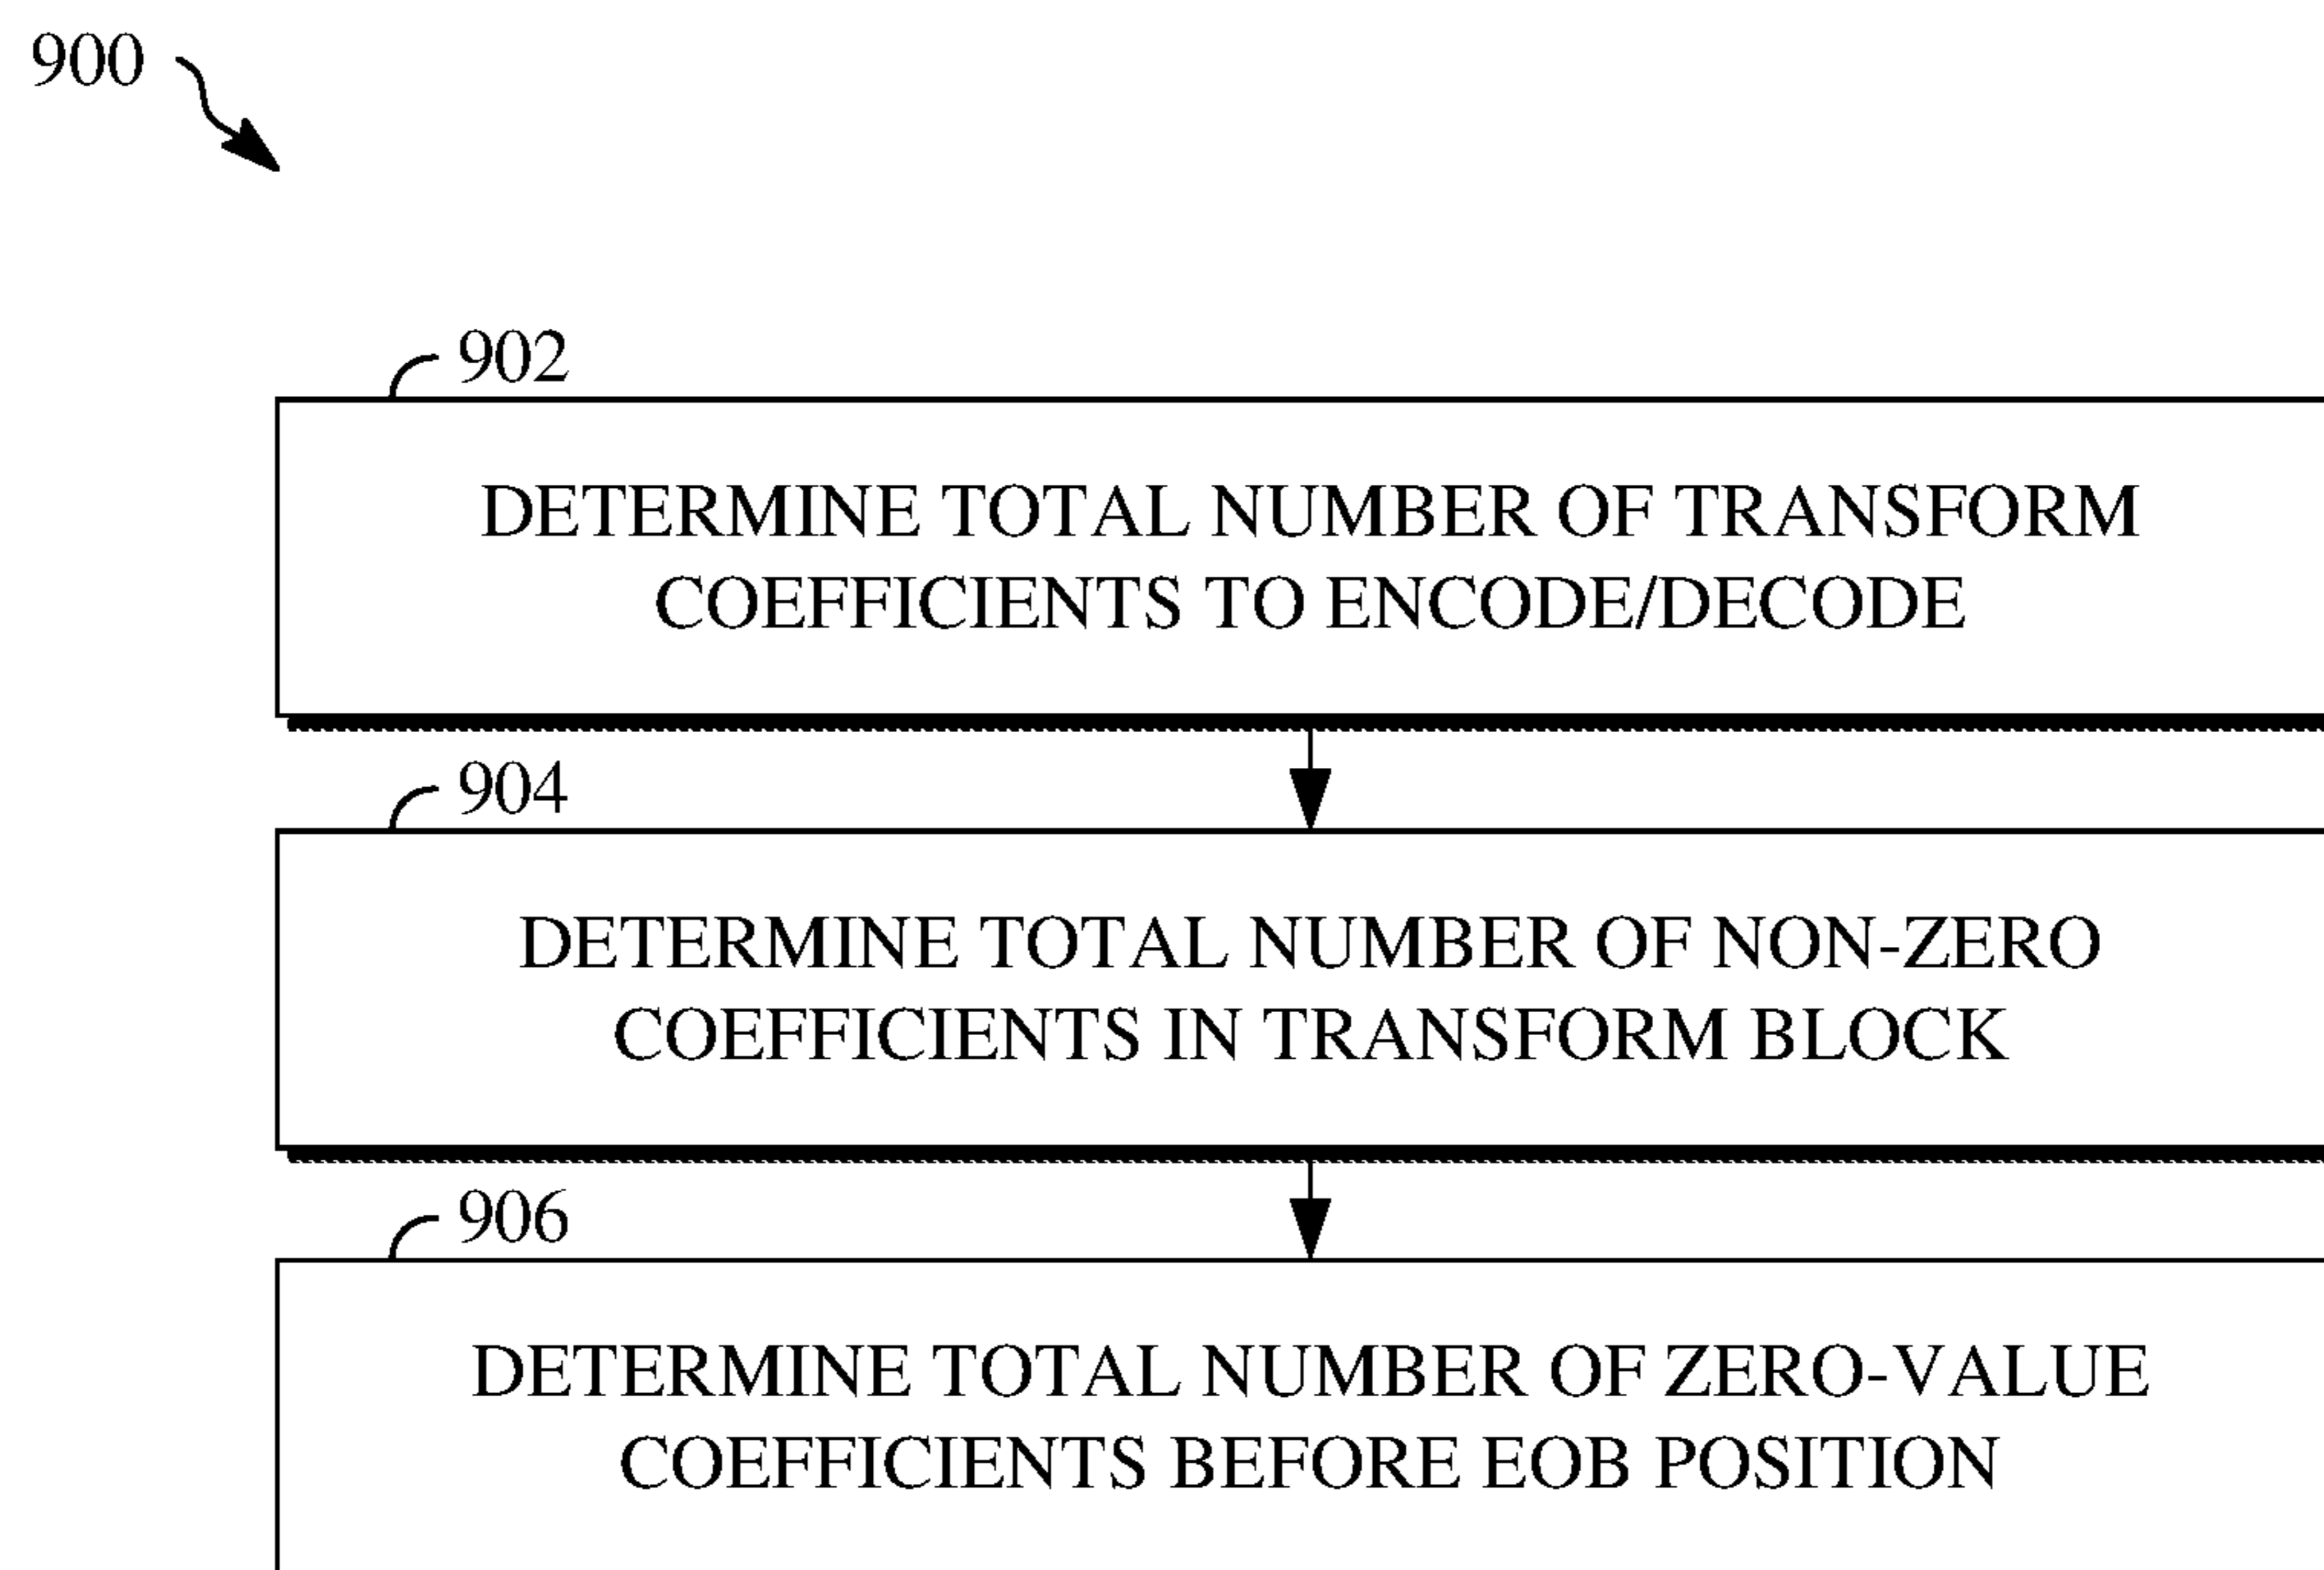 900
902
DETERMINE TOTAL NUMBER OF TRANSFORM
COEFFICIENTS TO ENCODE/DECODE
904
DETERMINE TOTAL NUMBER OF NON-ZERO
COEFFICIENTS IN TRANSFORM BLOCK
906
DETERMINE TOTAL NUMBER OF ZERO-VALUE
COEFFICIENTS BEFORE EOB POSITION